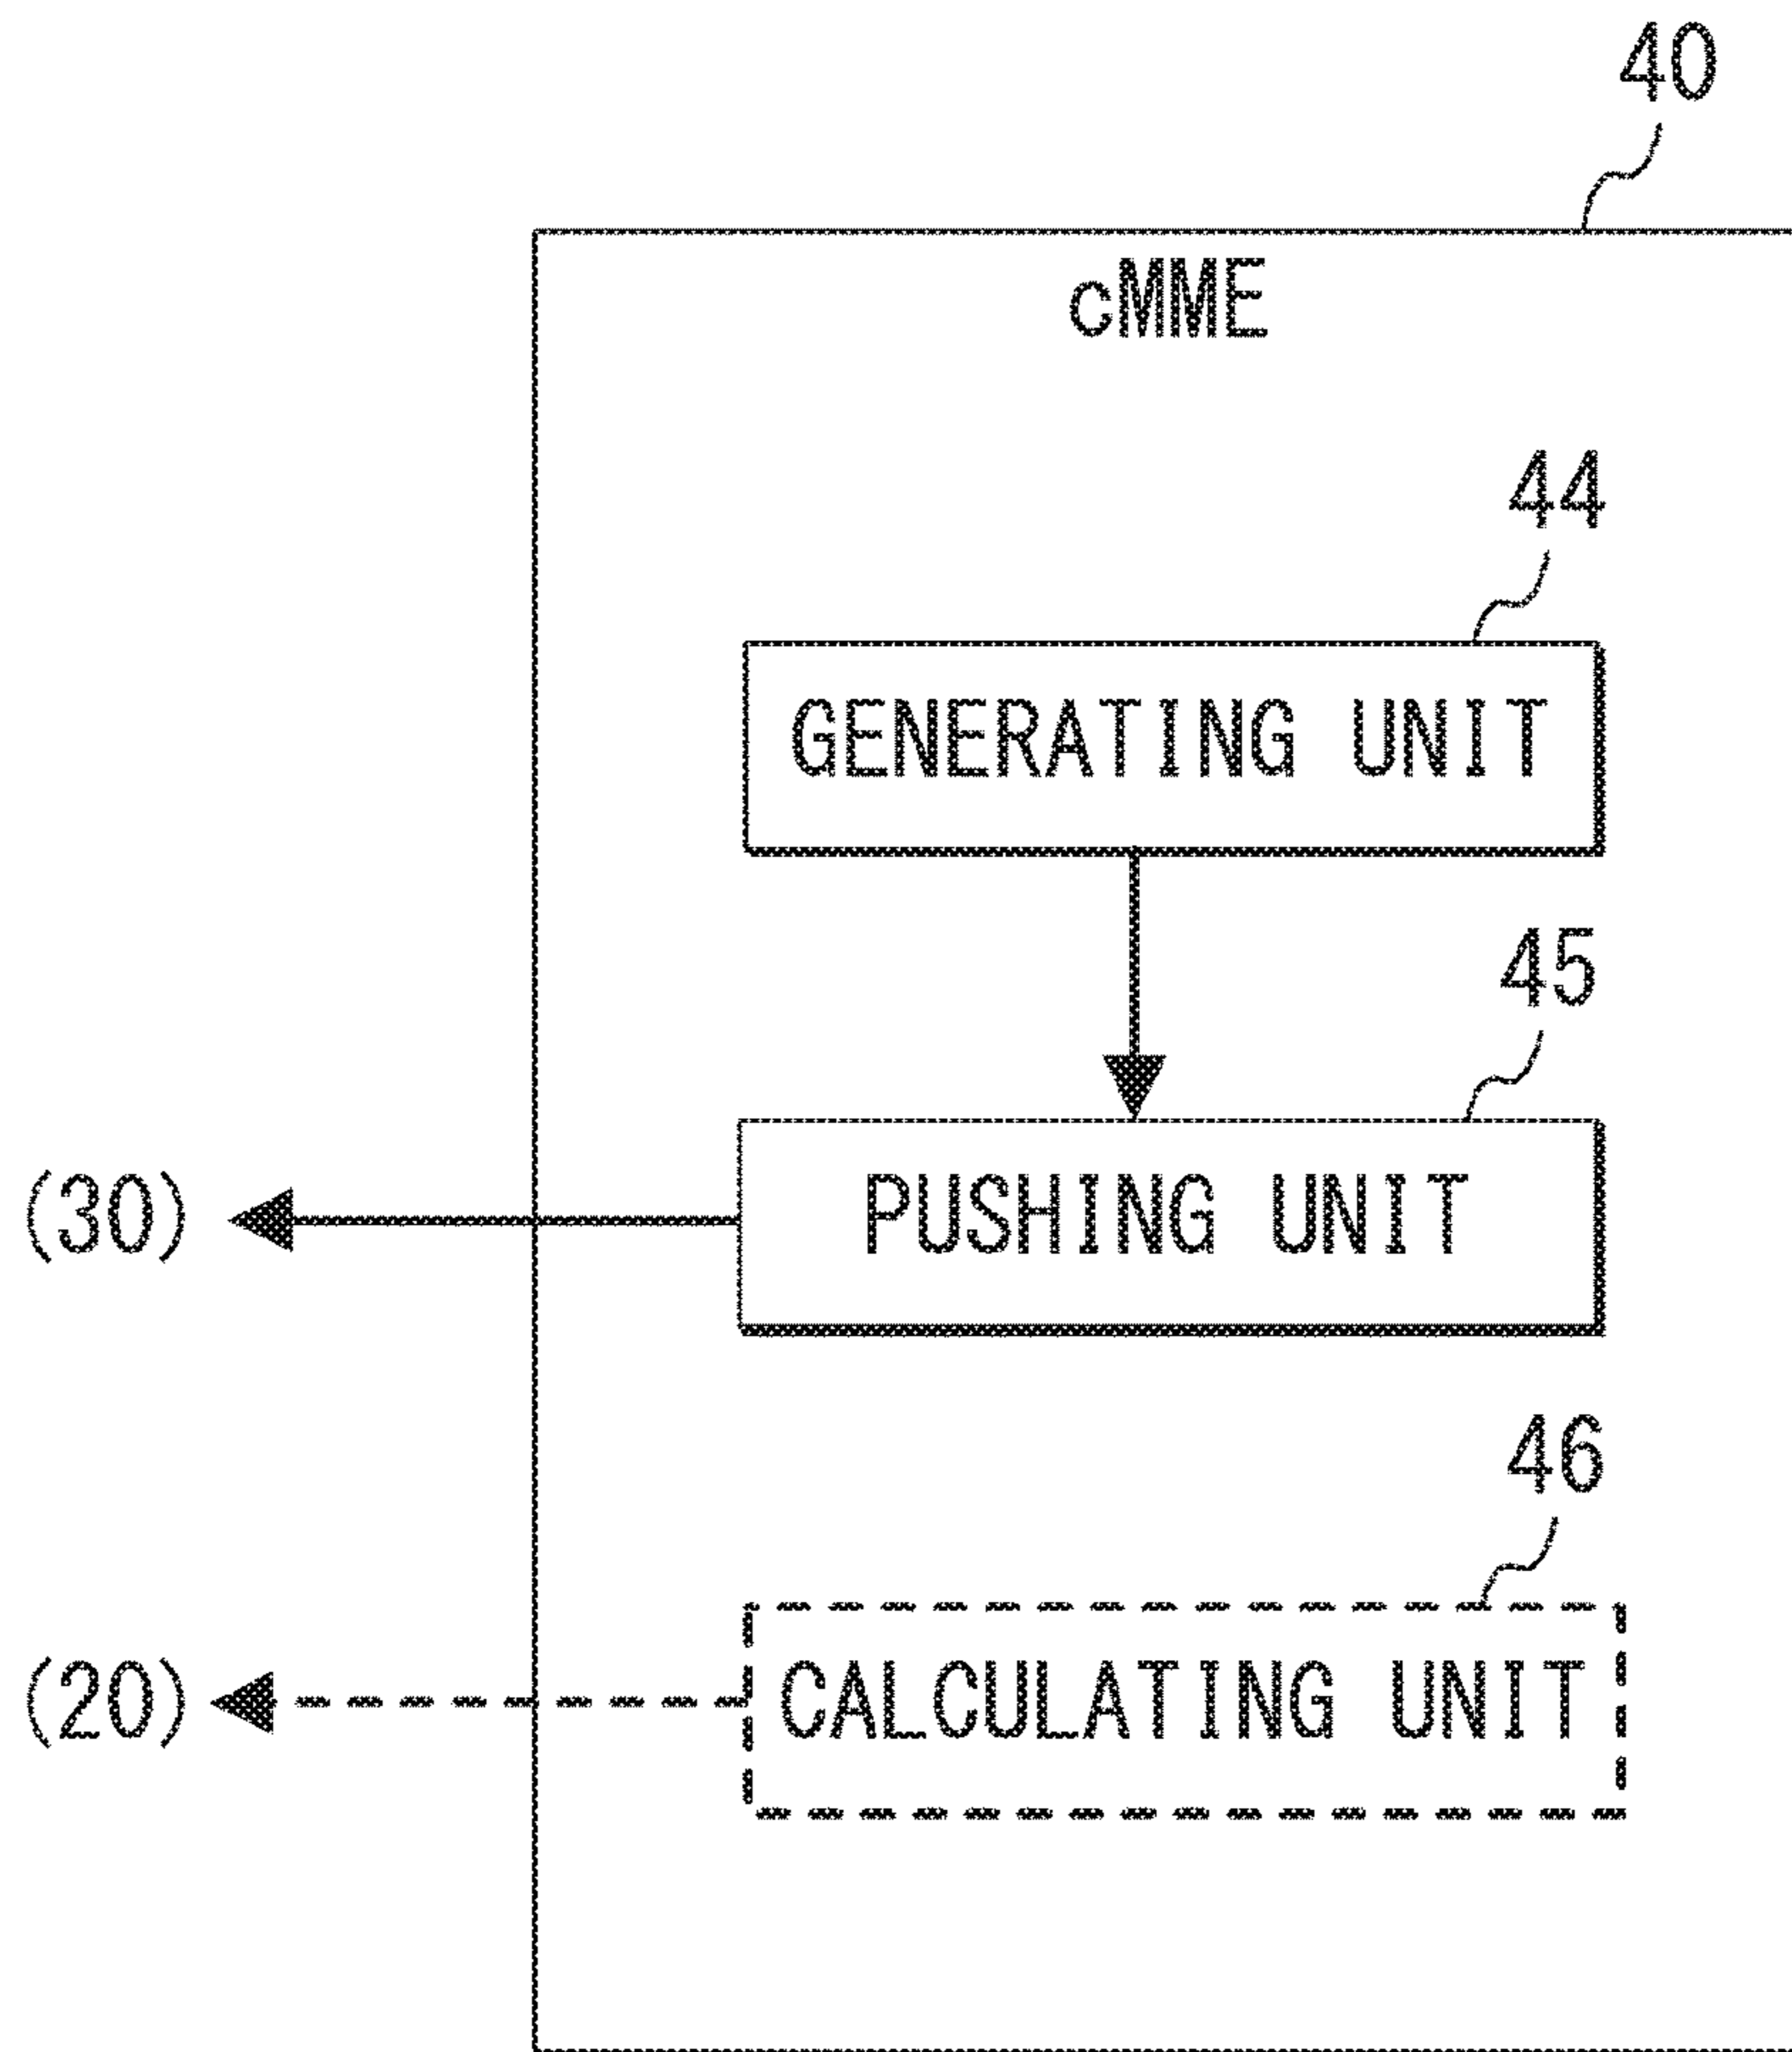 40
cMME
44
GENERATING UNIT
45
(30)
PUSHING UNIT
46
(20)
CALCULATING UNIT